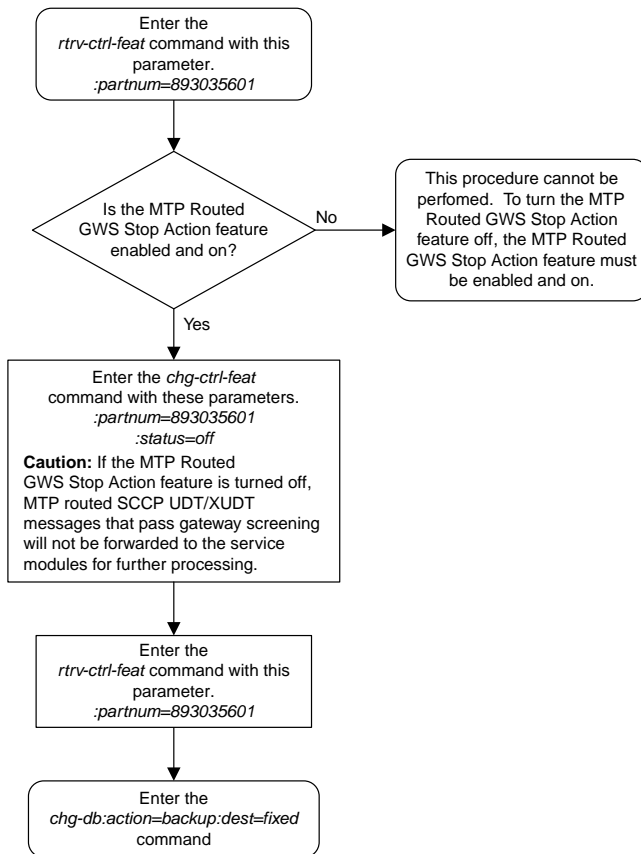 Enter the
rtrv-ctrl-feat command with this
parameter.
:partnum=893035601
Is the MTP Routed
GWS Stop Action feature
enabled and on?
No
This procedure cannot be
perfomed. To turn the MTP
Routed GWS Stop Action
feature off, the MTP Routed
GWS Stop Action feature must
be enabled and on.
Yes
Enter the chg-ctrl-feat
command with these parameters.
:partnum=893035601
:status=off
Caution: If the MTP Routed
GWS Stop Action feature is turned off,
MTP routed SCCP UDT/XUDT
messages that pass gateway screening
will not be forwarded to the service
modules for further processing.
Enter the
rtrv-ctrl-feat command with this
parameter.
:partnum=893035601
Enter the
chg-db:action=backup:dest=fixed
command